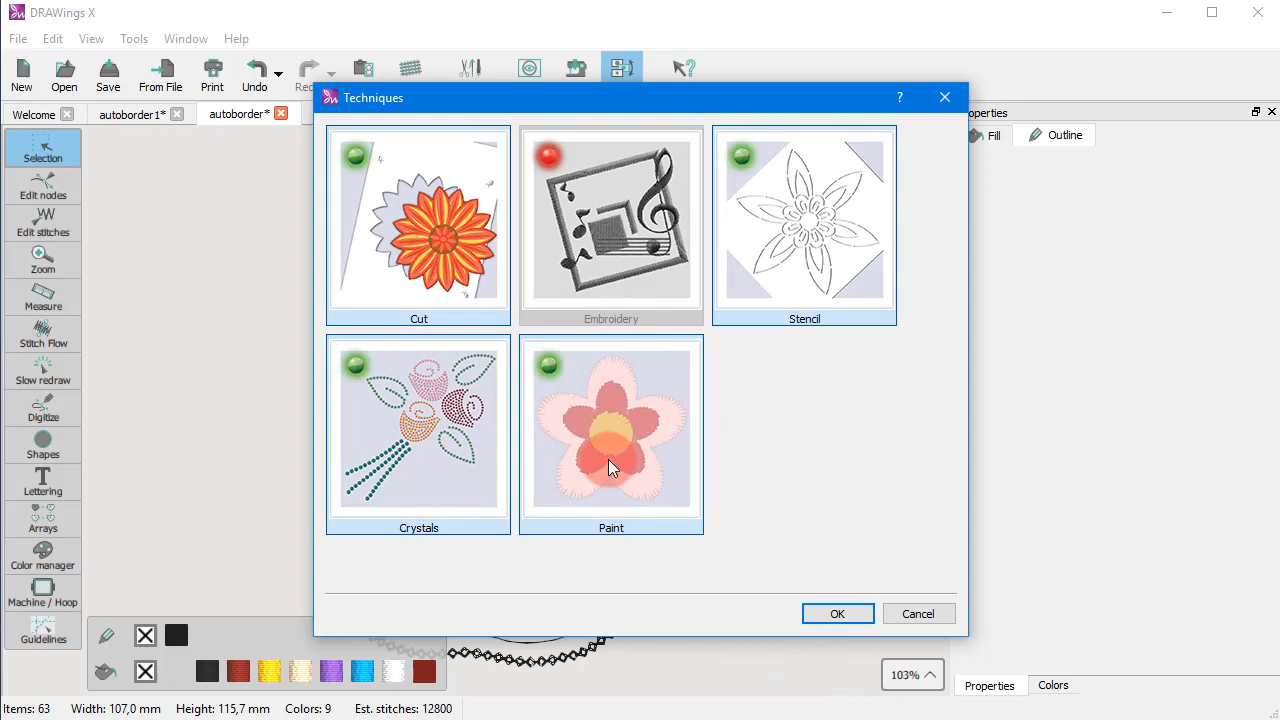 DRAWings X
File Edit View Tools Window Help
New Open Save From File Print Undo
Techniques
?
Welcome autoborder1* autoborder*
Properties
Fill Outline
Selection
Edit nodes
Edit stitches
Zoom
Measure
Stitch Flow
Slow redraw
Digitize
Shapes
Lettering
Arrays
Color manager
Machine / Hoop
Guidelines
Cut Embroidery Stencil
Crystals Paint
OK Cancel
103%
Properties Colors
Items: 63 Width: 107,0 mm Height: 115,7 mm Colors: 9 Est. stitches: 12800